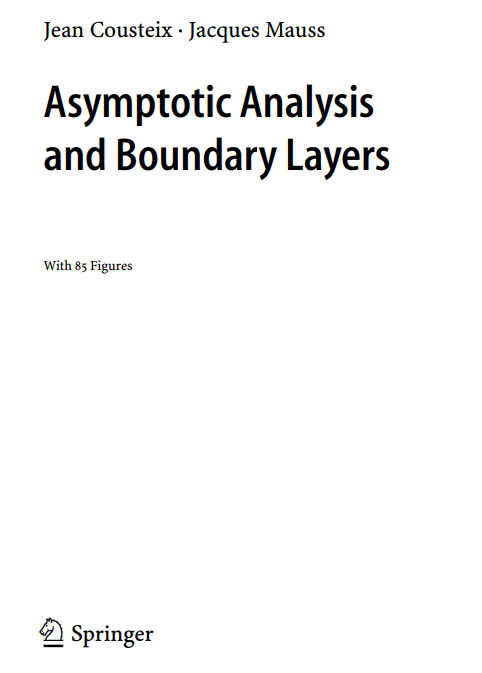 Jean Cousteix · Jacques Mauss
Asymptotic Analysis
and Boundary Layers
With 85 Figures
Springer